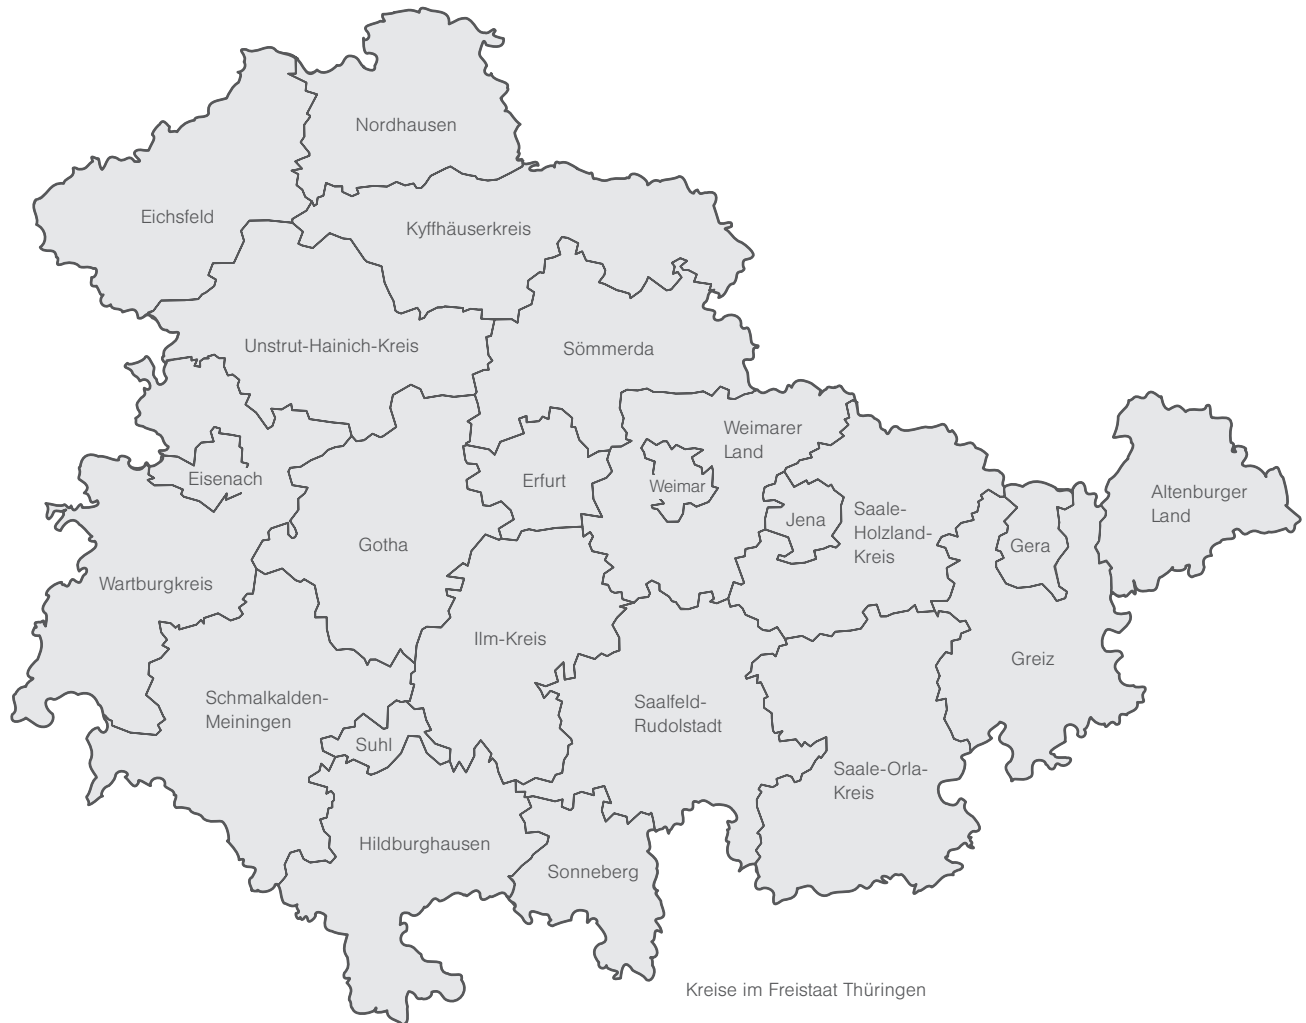 Nordhausen
Eichsfeld
Kyffhäuserkreis
Unstrut-Hainich-Kreis
Sömmerda
Weimarer
Land
Eisenach
Erfurt
Weimar
Altenburger
Land
Jena
Saale-
Holzland-
Kreis
Gotha
Gera
Wartburgkreis
Ilm-Kreis
Greiz
Schmalkalden-
Meiningen
Saalfeld-
Rudolstadt
Suhl
Saale-Orla-
Kreis
Hildburghausen
Sonneberg
Kreise im Freistaat Thüringen